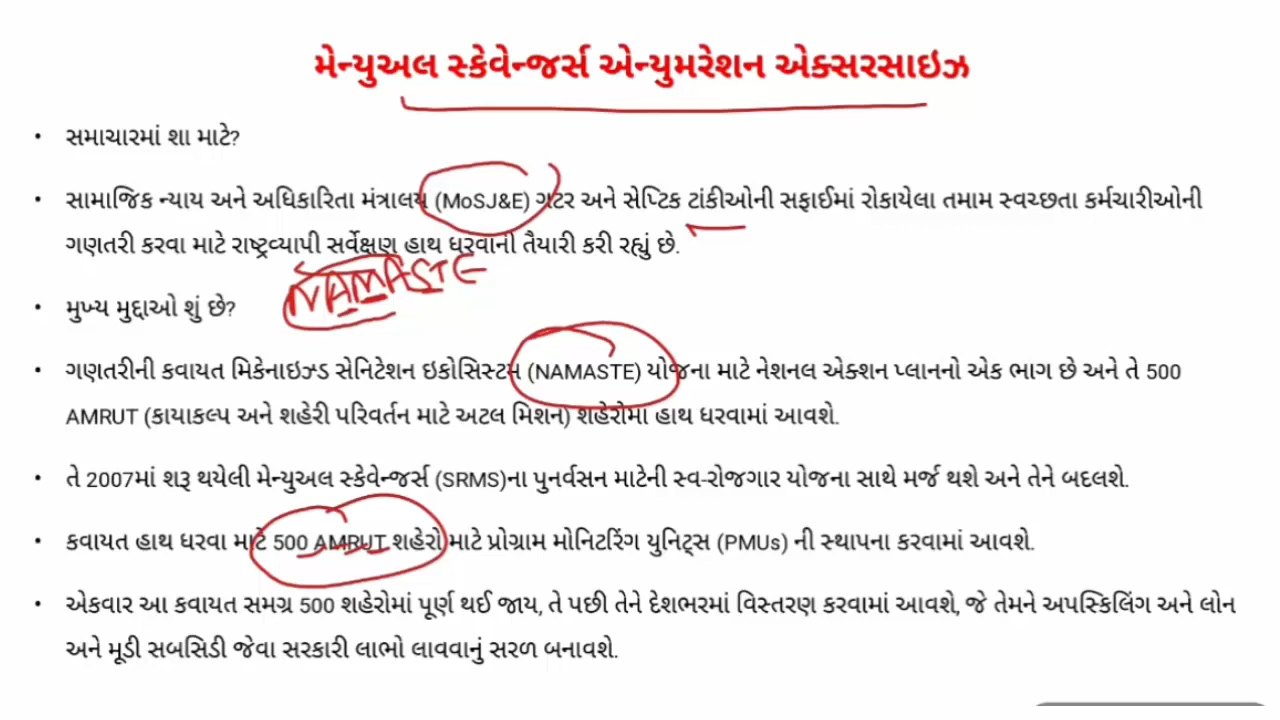 મેન્યુઅલ સ્કેવેન્જર્સ એન્યુમરેશન એક્સરસાઇઝ
• સમાચારમાં શા માટે?
• સામાજિક ન્યાય અને અધિકારિતા મંત્રાલય (MoSJ&E) ગટર અને સેપ્ટિક ટાંકીઓની સફાઈમાં રોકાયેલા તમામ સ્વચ્છતા કર્મચારીઓની
ગણતરી કરવા માટે રાષ્ટ્રવ્યાપી સર્વેક્ષણ હાથ ધરવાની તૈયારી કરી રહ્યું છે.
NAMASTE
• મુખ્ય મુદ્દાઓ શું છે?
• ગણતરીની કવાયત મિકેનાઇઝ્ડ સેનિટેશન ઇકોસિસ્ટમ (NAMASTE) યોજના માટે નેશનલ એક્શન પ્લાનનો એક ભાગ છે અને તે 500
AMRUT (કાયાકલ્પ અને શહેરી પરિવર્તન માટે અટલ મિશન) શહેરોમાં હાથ ધરવામાં આવશે.
• તે 2007માં શરૂ થયેલી મેન્યુઅલ સ્કેવેન્જર્સ (SRMS)ના પુનર્વસન માટેની સ્વ-રોજગાર યોજના સાથે મર્જ થશે અને તેને બદલશે.
• કવાયત હાથ ધરવા માટે 500 AMRUT શહેરો માટે પ્રોગ્રામ મોનિટરિંગ યુનિટ્સ (PMUs) ની સ્થાપના કરવામાં આવશે.
• એકવાર આ કવાયત સમગ્ર 500 શહેરોમાં પૂર્ણ થઈ જાય, તે પછી તેને દેશભરમાં વિસ્તરણ કરવામાં આવશે, જે તેમને અપસ્કિલિંગ અને લોન
અને મૂડી સબસિડી જેવા સરકારી લાભો લાવવાનું સરળ બનાવશે.